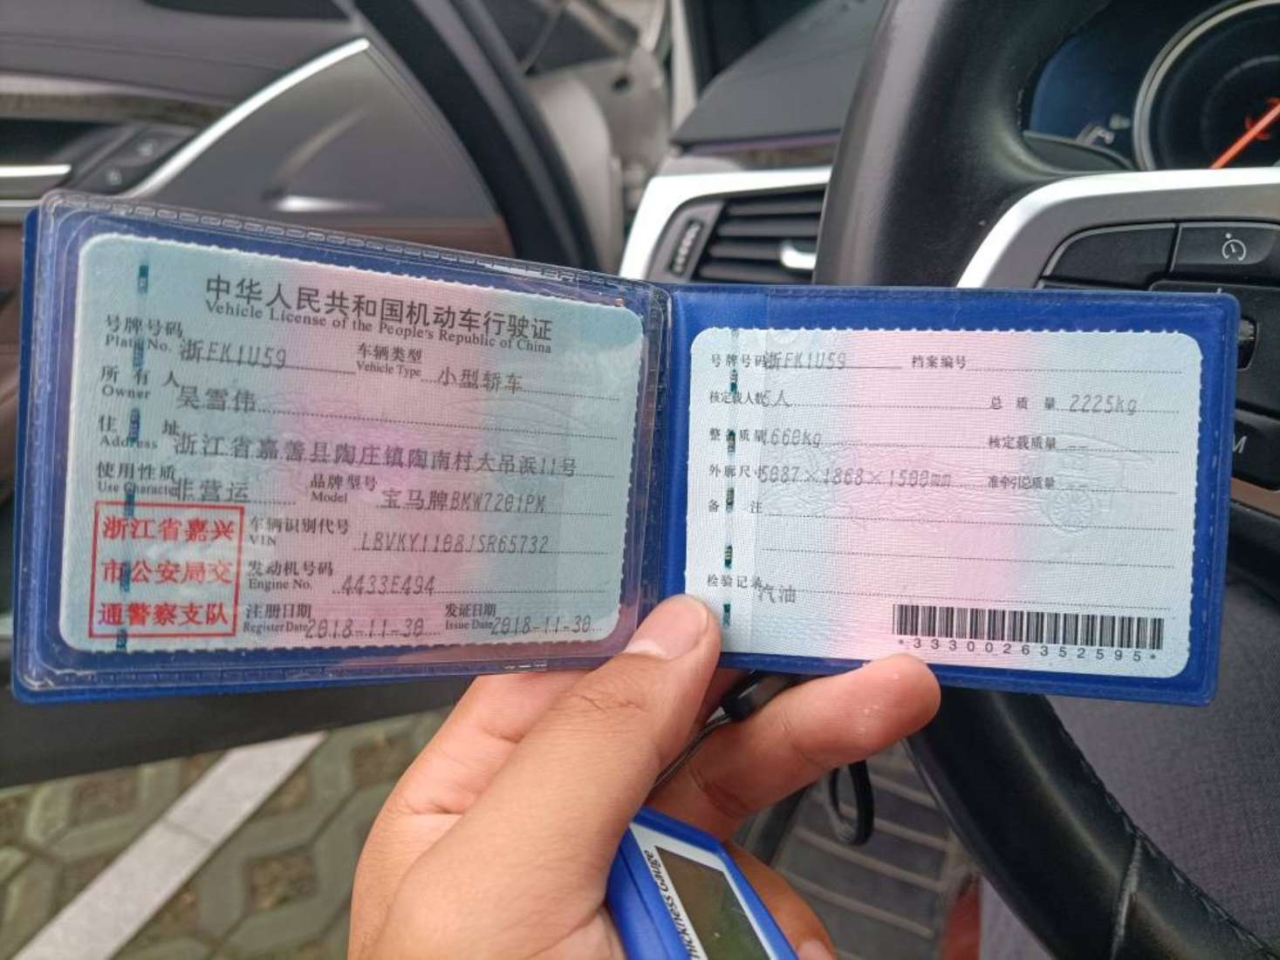 中华人民共和国机动车行驶证
Vehicle License of the People's Republic of China
号牌号码 浙FK1U59 车辆类型 小型轿车
Plate No. Vehicle Type
所有人 吴雪伟
Owner
住址 浙江省嘉善县陶庄镇陶南村大吊浜11号
Address
使用性质 非营运 品牌型号 宝马牌BMW7201PM
Use Character Model
浙江省嘉兴
市公安局交
通警察支队
车辆识别代号 LBVKY1108JSR65732
VIN
发动机号码 4433E494
Engine No.
注册日期 2018-11-30 发证日期 2018-11-30
Register Date Issue Date
号牌号码 浙FK1U59 档案编号
核定载人数 5人 总质量 2225kg
整备质量 660kg 核定载质量 --
外廓尺寸 5087×1868×1500mm 准牵引总质量 --
备注
检验记录 汽油
*3330026352595*
Thickness Gauge